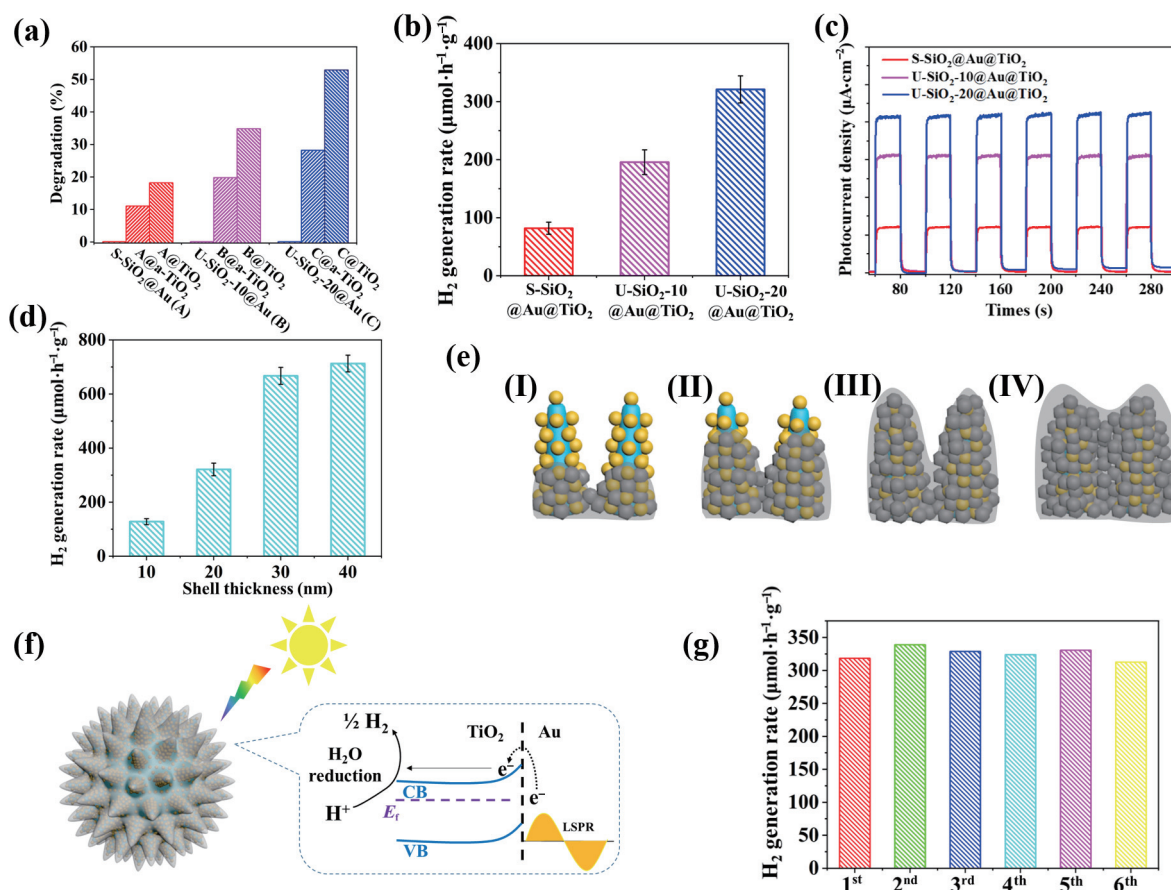 (a)
Degradation (%)
60
50
40
30
20
10
0
S-SiO₂@Au (A)
A@a-TiO₂
A@TiO₂
U-SiO₂-10@Au (B)
B@a-TiO₂
B@TiO₂
U-SiO₂-20@Au (C)
C@a-TiO₂
C@TiO₂
(b)
H₂ generation rate (μmol·h⁻¹·g⁻¹)
400
300
200
100
0
S-SiO₂
@Au@TiO₂
U-SiO₂-10
@Au@TiO₂
U-SiO₂-20
@Au@TiO₂
(c)
Photocurrent density (μA·cm⁻²)
S-SiO₂@Au@TiO₂
U-SiO₂-10@Au@TiO₂
U-SiO₂-20@Au@TiO₂
80 120 160 200 240 280
Times (s)
(d)
H₂ generation rate (μmol·h⁻¹·g⁻¹)
800
600
400
200
0
10 20 30 40
Shell thickness (nm)
(e)
(I) (II) (III) (IV)
(f)
½ H₂
H₂O
reduction
H⁺
TiO₂ Au
e⁻
e⁻
CB
E_f
VB
LSPR
(g)
H₂ generation rate (μmol·h⁻¹·g⁻¹)
350
300
250
200
150
100
50
0
1ˢᵗ 2ⁿᵈ 3ʳᵈ 4ᵗʰ 5ᵗʰ 6ᵗʰ